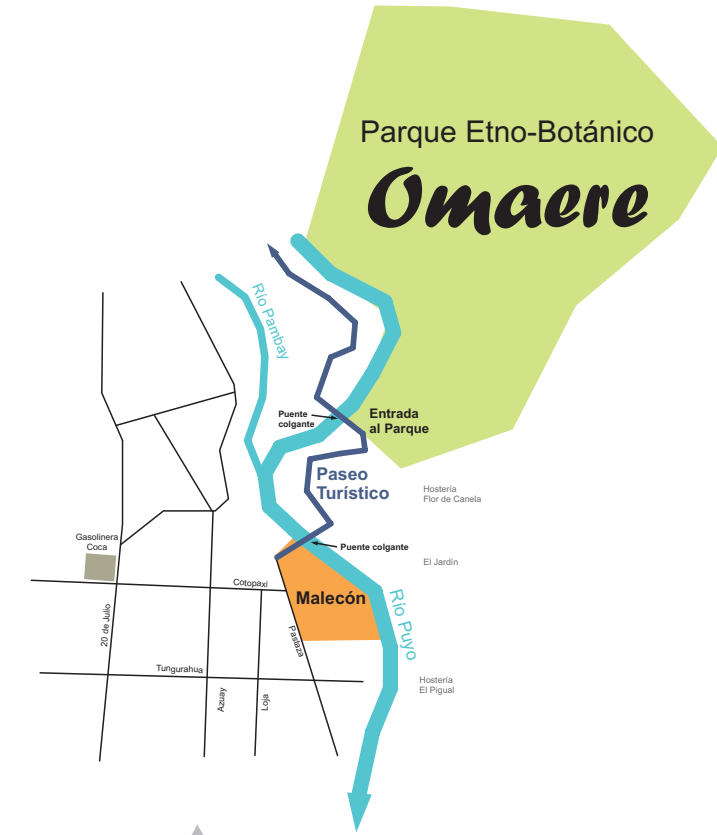 Parque Etno-Botánico
Omaere
Río Pambay
Puente
colgante
Entrada
al Parque
Paseo
Turístico
Hostería
Flor de Canela
Gasolinera
Coca
Puente colgante
El Jardín
Cotopaxi
Malecón
Río Puyo
20 de Julio
Pastaza
Tungurahua
Hostería
El Pigual
Azuay
Loja